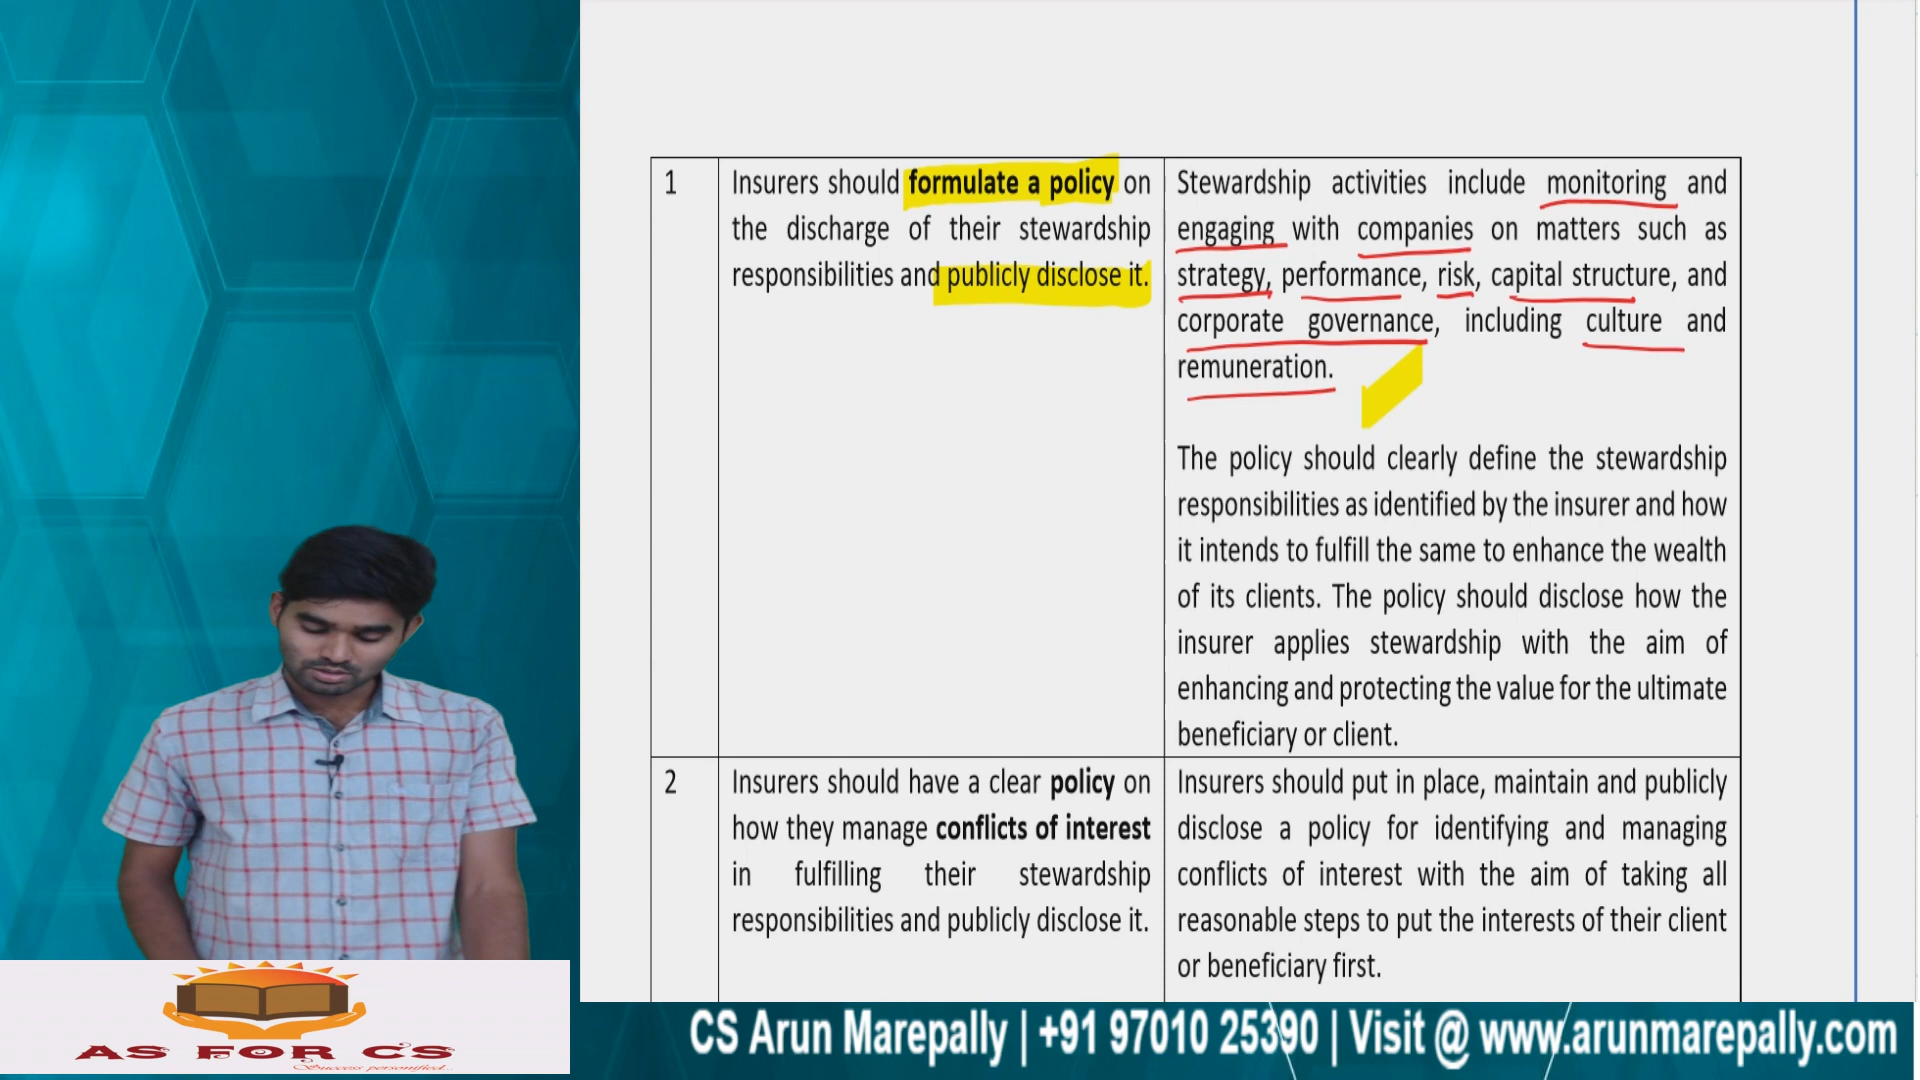 1
Insurers should formulate a policy on
the discharge of their stewardship
responsibilities and publicly disclose it.
Stewardship activities include monitoring and
engaging with companies on matters such as
strategy, performance, risk, capital structure, and
corporate governance, including culture and
remuneration.
The policy should clearly define the stewardship
responsibilities as identified by the insurer and how
it intends to fulfill the same to enhance the wealth
of its clients. The policy should disclose how the
insurer applies stewardship with the aim of
enhancing and protecting the value for the ultimate
beneficiary or client.
2
Insurers should have a clear policy on
how they manage conflicts of interest
in fulfilling their stewardship
responsibilities and publicly disclose it.
Insurers should put in place, maintain and publicly
disclose a policy for identifying and managing
conflicts of interest with the aim of taking all
reasonable steps to put the interests of their client
or beneficiary first.
AS FOR CS
Success personified...
CS Arun Marepally | +91 97010 25390 | Visit @ www.arunmarepally.com